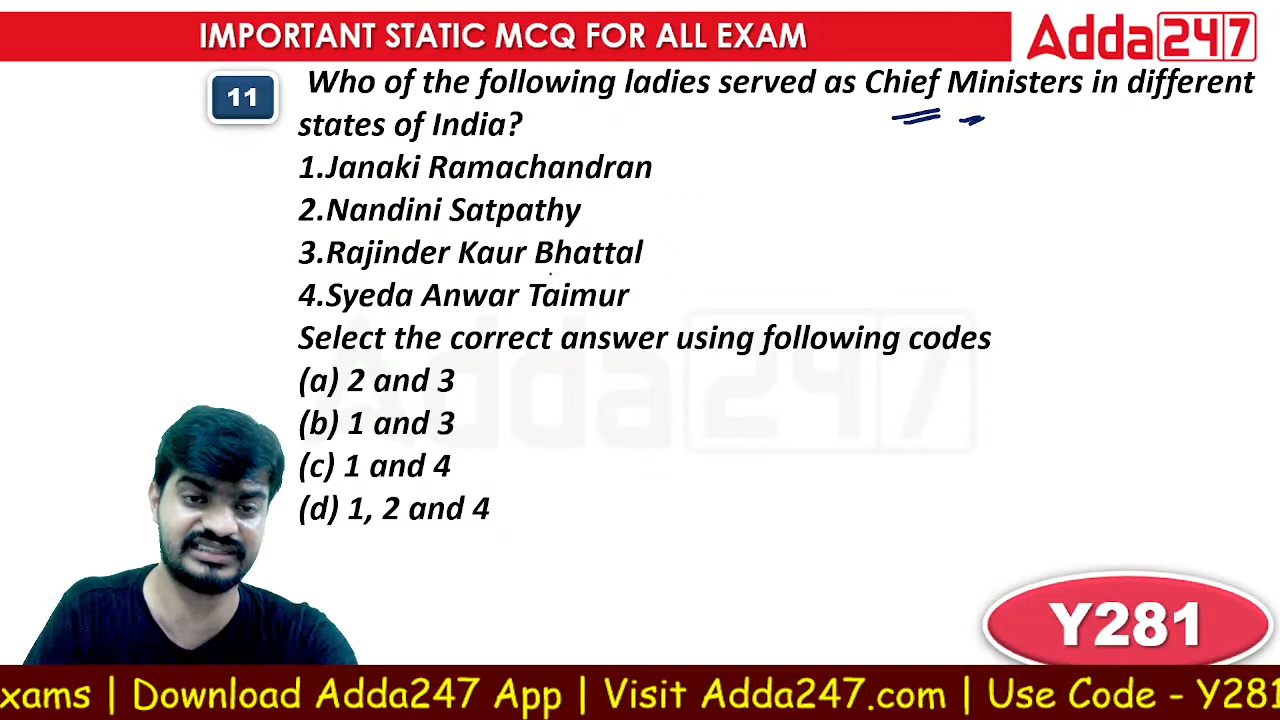 IMPORTANT STATIC MCQ FOR ALL EXAM
Adda247
11 Who of the following ladies served as Chief Ministers in different
states of India?
1.Janaki Ramachandran
2.Nandini Satpathy
3.Rajinder Kaur Bhattal
4.Syeda Anwar Taimur
Select the correct answer using following codes
(a) 2 and 3
(b) 1 and 3
(c) 1 and 4
(d) 1, 2 and 4
Adda247
Y281
xams | Download Adda247 App | Visit Adda247.com | Use Code - Y281